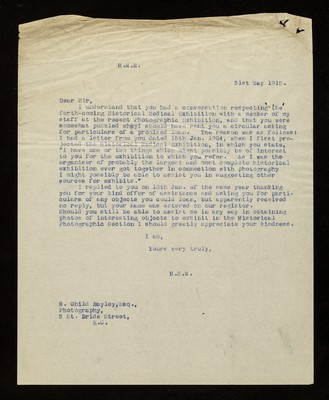 H.M.E.
31st May 1912.
Dear Sir,
I understand that you had a conversation respecting the
forth-coming Historical Medical Exhibition with a member of my
staff at the recent Photographic Exhibition, and that you were
somewhat puzzled why I should have sent you a circular asking
for particulars of a promised loan. The reason was as follows:
I had a letter from you dated 15th Jan. 1904, when I first pro-
jected the Historical Medical Exhibition, in which you state,
"I have one or two things which might possibly be of interest
to you for the exhibition to which you refer. As I was the
organiser of probably the largest and most complete historical
exhibition ever got together in connection with photography
I might possibly be able to assist you in suggesting other
sources for exhibits."
I replied to you on 18th Jan. of the same year thanking
you for your kind offer of assistance and asking you for parti-
culars of any objects you could loan, but apparently received
no reply, but your name was entered on our register.
Should you still be able to assist me in any way in obtaining
photos of interesting objects to exhibit in the Historical
Photographic Section I should greatly appreciate your kindness.
I am,
Yours very truly,
H.M.E.
R. Child Bayley, Esq.,
Photography,
5 St. Bride Street,
E.C.